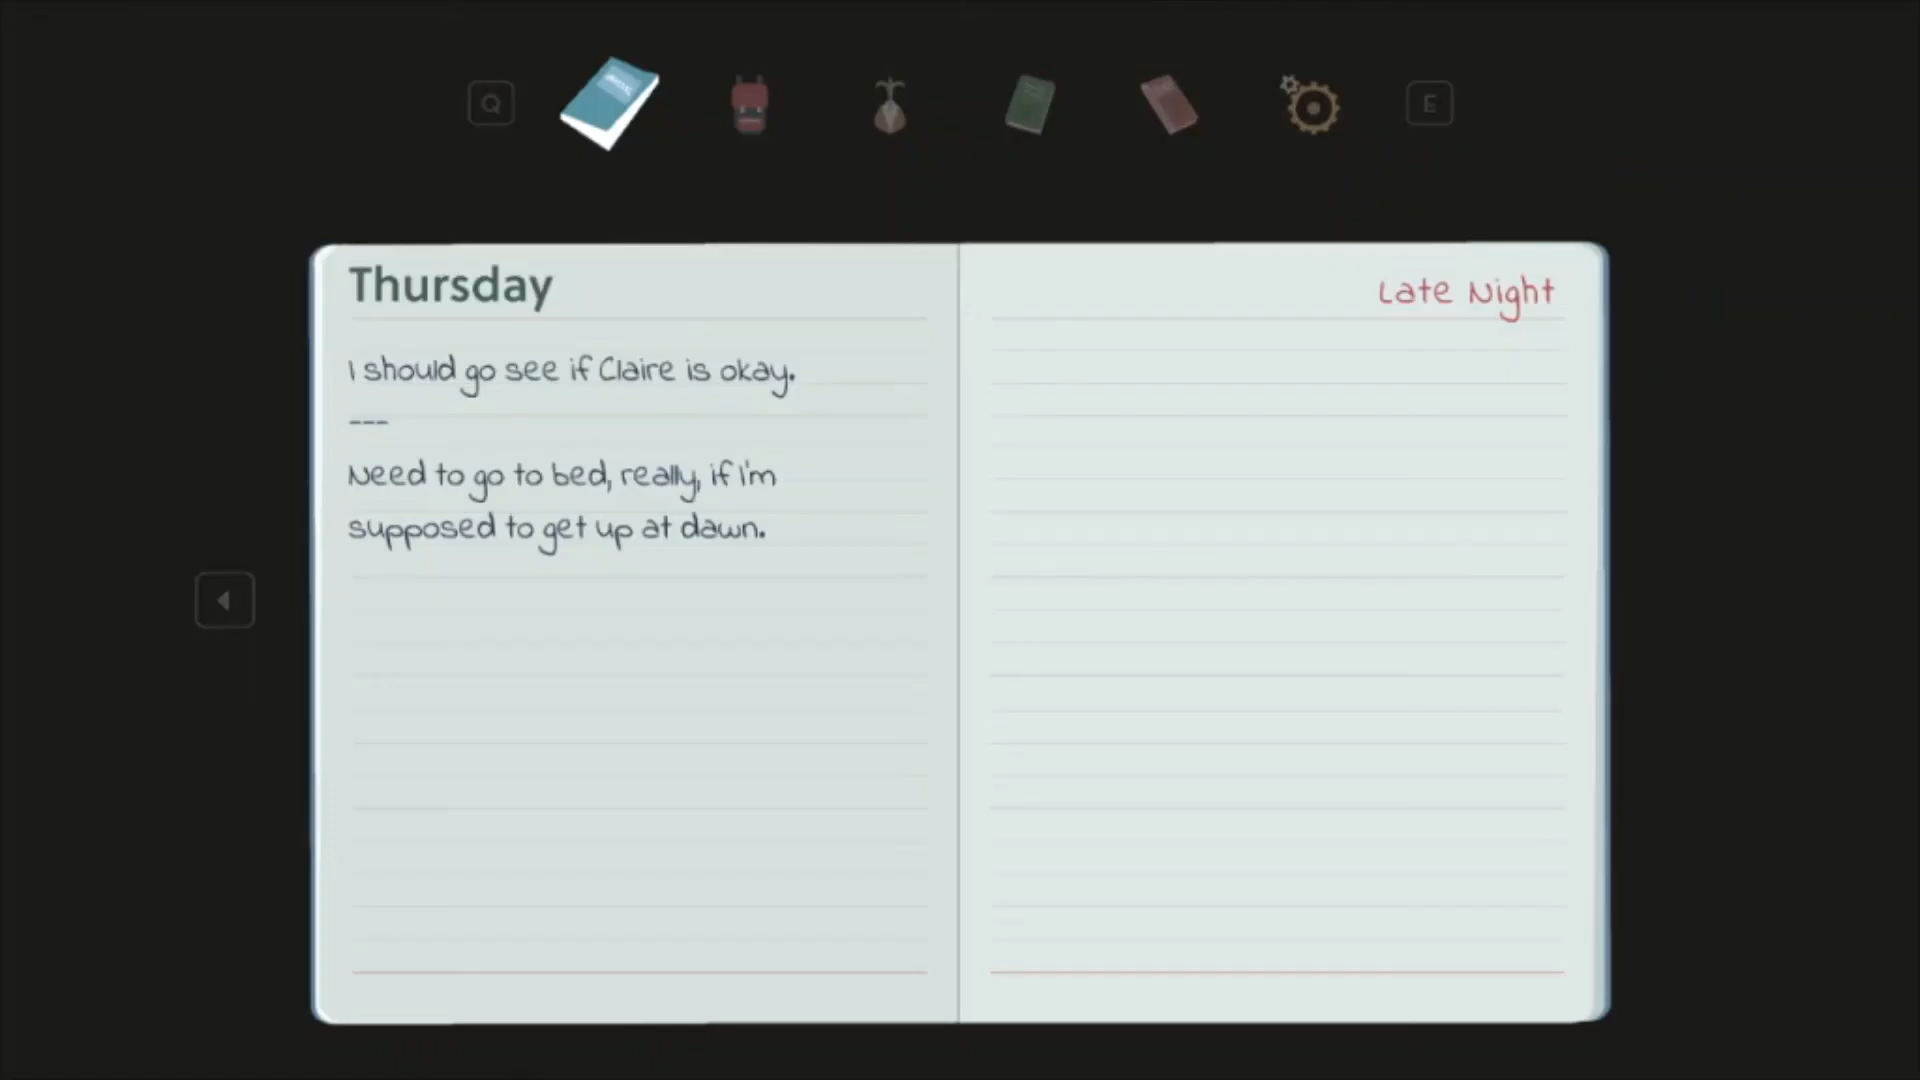 Q
E
Thursday
Late Night
I should go see if Claire is okay.
---
Need to go to bed, really, if I'm
supposed to get up at dawn.